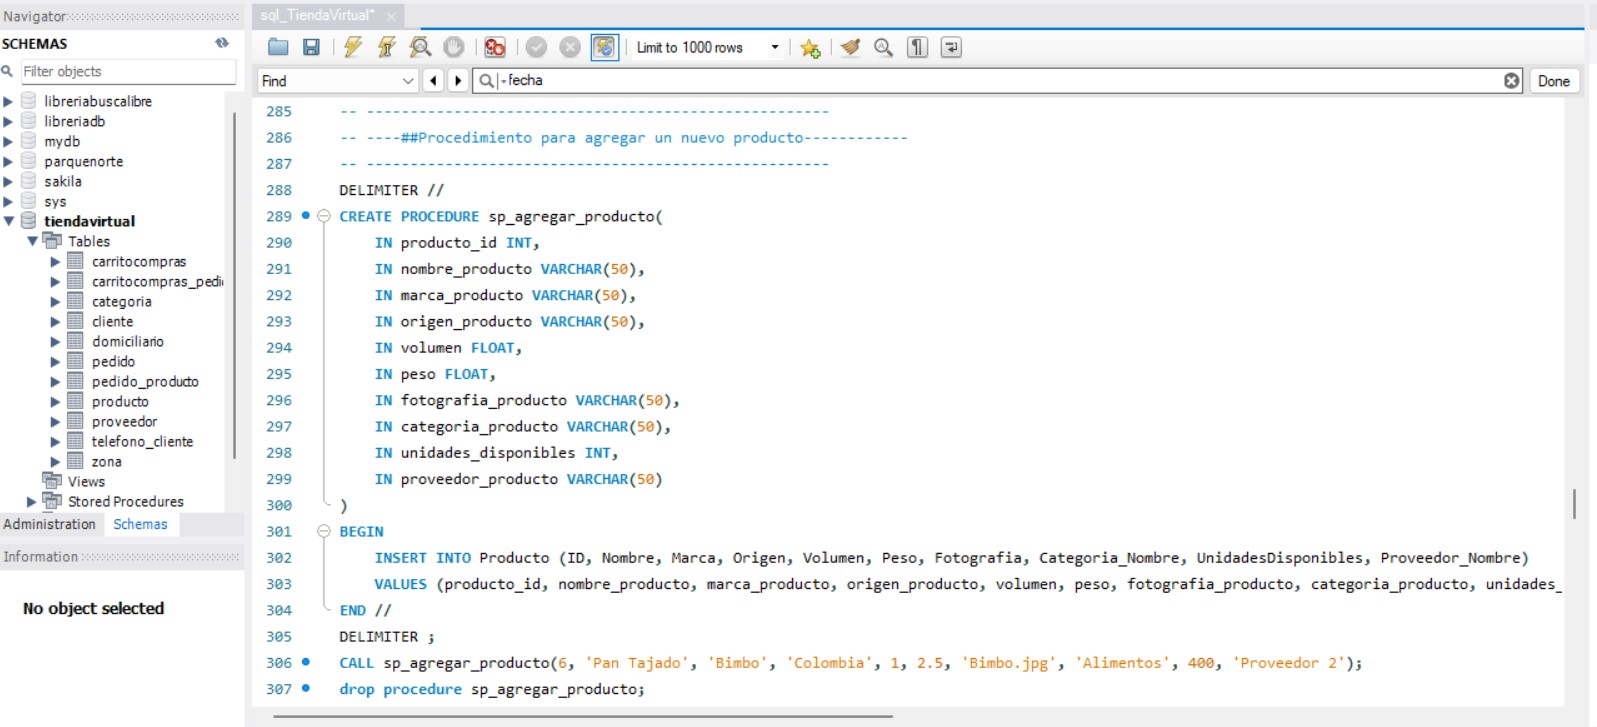 Navigator
SCHEMAS
Filter objects
libreriabuscalibre
libreriadb
mydb
parquenorte
sakila
sys
tiendavirtual
Tables
carritocompras
carritocompras_pedi
categoria
cliente
domiciliario
pedido
pedido_producto
producto
proveedor
telefono_cliente
zona
Views
Stored Procedures
Administration Schemas
Information
No object selected
sql_TiendaVirtual*
Limit to 1000 rows
Find fecha Done
285 -- -----------------------------------------------------
286 -- ----##Procedimiento para agregar un nuevo producto------------
287 -- -----------------------------------------------------
288 DELIMITER //
289 CREATE PROCEDURE sp_agregar_producto(
290 IN producto_id INT,
291 IN nombre_producto VARCHAR(50),
292 IN marca_producto VARCHAR(50),
293 IN origen_producto VARCHAR(50),
294 IN volumen FLOAT,
295 IN peso FLOAT,
296 IN fotografia_producto VARCHAR(50),
297 IN categoria_producto VARCHAR(50),
298 IN unidades_disponibles INT,
299 IN proveedor_producto VARCHAR(50)
300 )
301 BEGIN
302 INSERT INTO Producto (ID, Nombre, Marca, Origen, Volumen, Peso, Fotografia, Categoria_Nombre, UnidadesDisponibles, Proveedor_Nombre)
303 VALUES (producto_id, nombre_producto, marca_producto, origen_producto, volumen, peso, fotografia_producto, categoria_producto, unidades_
304 END //
305 DELIMITER ;
306 CALL sp_agregar_producto(6, 'Pan Tajado', 'Bimbo', 'Colombia', 1, 2.5, 'Bimbo.jpg', 'Alimentos', 400, 'Proveedor 2');
307 drop procedure sp_agregar_producto;